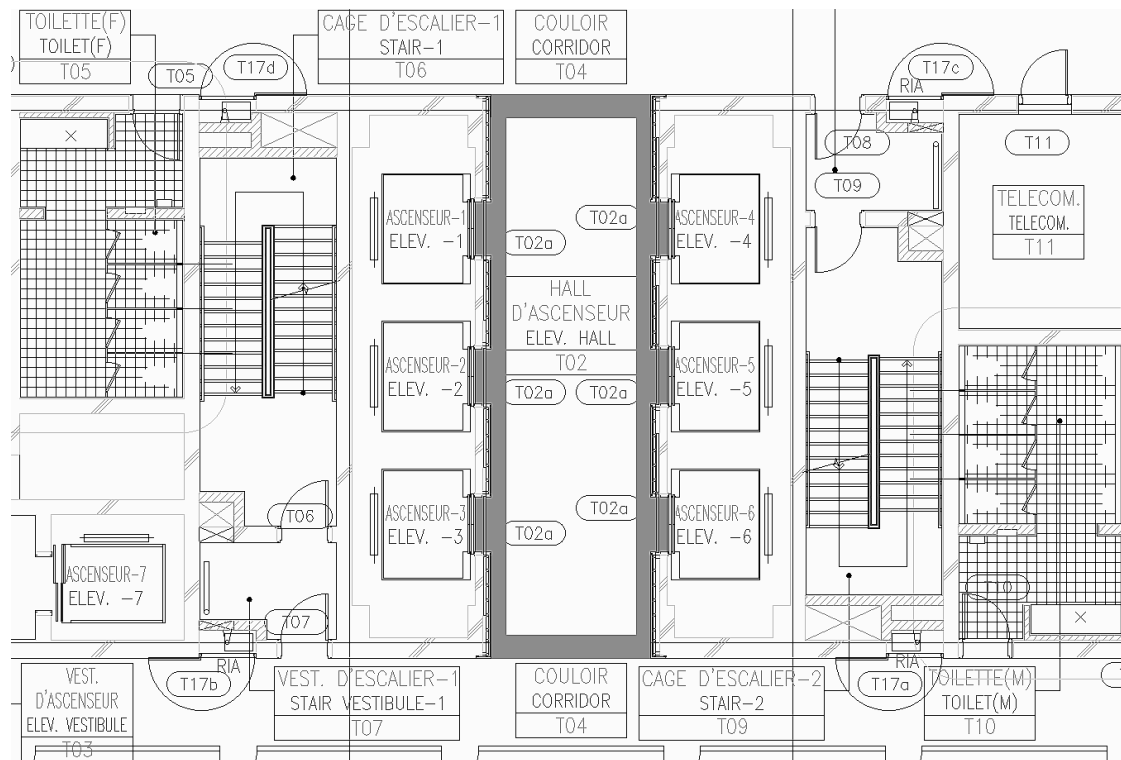 TOILETTE(F)
TOILET(F)
T05
T05
T17d
CAGE D'ESCALIER-1
STAIR-1
T06
COULOIR
CORRIDOR
T04
T17c
RIA
T08
T09
T11
TELECOM.
TELECOM.
T11
ASCENSEUR-1
ELEV. -1
T02a
T02a
ASCENSEUR-4
ELEV. -4
HALL
D'ASCENSEUR
ELEV. HALL
T02
ASCENSEUR-2
ELEV. -2
T02a
T02a
ASCENSEUR-5
ELEV. -5
T06
ASCENSEUR-3
ELEV. -3
T02a
T02a
ASCENSEUR-6
ELEV. -6
ASCENSEUR-7
ELEV. -7
T07
T10
RIA
T17b
RIA
T17a
VEST.
D'ASCENSEUR
ELEV. VESTIBULE
T03
VEST. D'ESCALIER-1
STAIR VESTIBULE-1
T07
COULOIR
CORRIDOR
T04
CAGE D'ESCALIER-2
STAIR-2
T09
TOILETTE(M)
TOILET(M)
T10